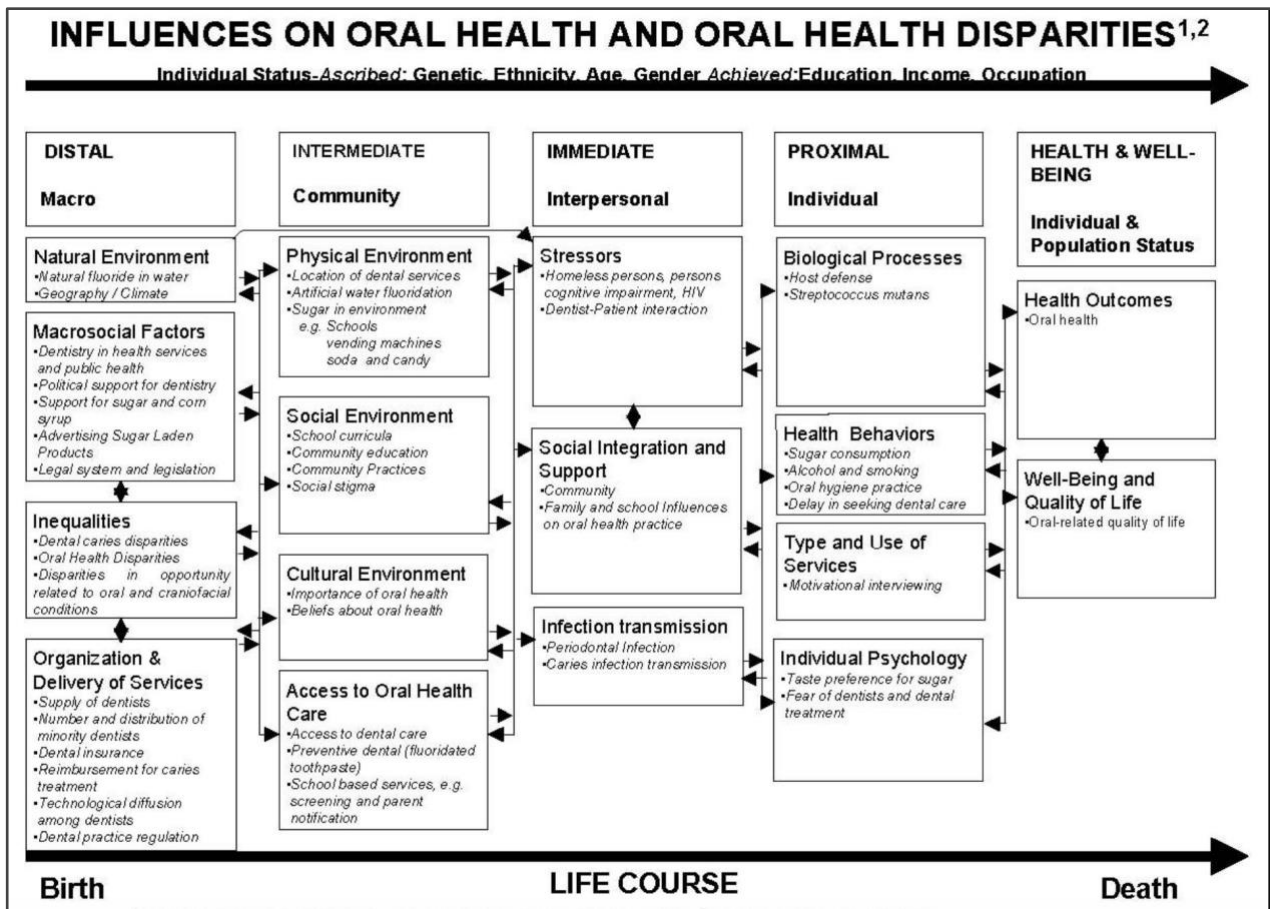 INFLUENCES ON ORAL HEALTH AND ORAL HEALTH DISPARITIES1,2
Individual Status-Ascribed: Genetic, Ethnicity, Age, Gender Achieved:Education, Income, Occupation
DISTAL
Macro
Natural Environment
•Natural fluoride in water
•Geography / Climate
Macrosocial Factors
•Dentistry in health services
and public health
•Political support for dentistry
•Support for sugar and corn
syrup
•Advertising Sugar Laden
Products
•Legal system and legislation
Inequalities
•Dental caries disparities
•Oral Health Disparities
•Disparities in opportunity
related to oral and craniofacial
conditions
Organization &
Delivery of Services
•Supply of dentists
•Number and distribution of
minority dentists
•Dental insurance
•Reimbursement for caries
treatment
•Technological diffusion
among dentists
•Dental practice regulation
INTERMEDIATE
Community
Physical Environment
•Location of dental services
•Artificial water fluoridation
•Sugar in environment
e.g. Schools
vending machines
soda and candy
Social Environment
•School curricula
•Community education
•Community Practices
•Social stigma
Cultural Environment
•Importance of oral health
•Beliefs about oral health
Access to Oral Health
Care
•Access to dental care
•Preventive dental (fluoridated
toothpaste)
•School based services, e.g.
screening and parent
notification
IMMEDIATE
Interpersonal
Stressors
•Homeless persons, persons
cognitive impairment, HIV
•Dentist-Patient interaction
Social Integration and
Support
•Community
•Family and school Influences
on oral health practice
Infection transmission
•Periodontal Infection
•Caries infection transmission
PROXIMAL
Individual
Biological Processes
•Host defense
•Streptococcus mutans
Health Behaviors
•Sugar consumption
•Alcohol and smoking
•Oral hygiene practice
•Delay in seeking dental care
Type and Use of
Services
•Motivational interviewing
Individual Psychology
•Taste preference for sugar
•Fear of dentists and dental
treatment
HEALTH & WELL-
BEING
Individual &
Population Status
Health Outcomes
•Oral health
Well-Being and
Quality of Life
•Oral-related quality of life
Birth
LIFE COURSE
Death